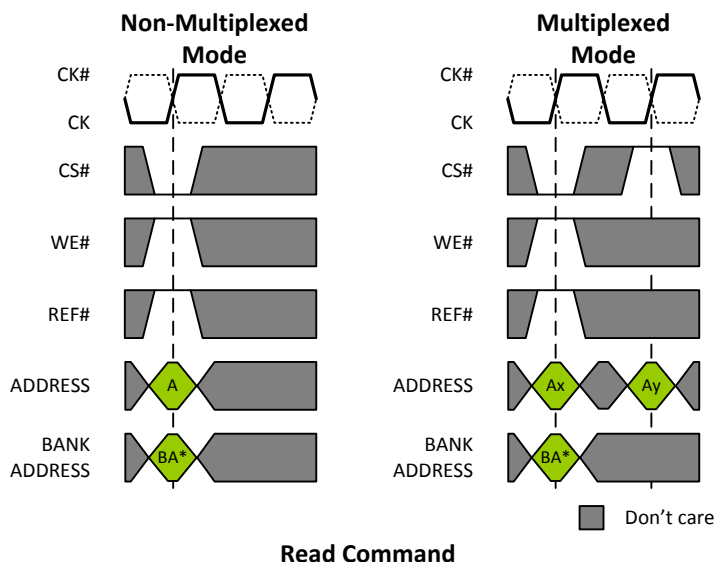 Non-Multiplexed
Mode
CK#
CK
CS#
WE#
REF#
ADDRESS
A
BANK
ADDRESS
BA*
Multiplexed
Mode
CK#
CK
CS#
WE#
REF#
ADDRESS
Ax
Ay
BANK
ADDRESS
BA*
Don't care
Read Command